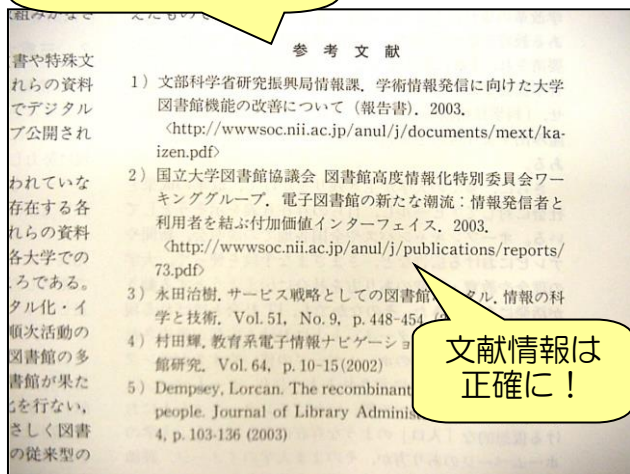 参考文献
書や特殊文
れらの資料
でデジタル
ブ公開され
われていな
存在する各
れらの資料
各大学での
ろである。
タル化・イ
順次活動の
図書館の多
書館が果た
を行ない,
さしく図書
の従来型の
1) 文部科学省研究振興局情報課. 学術情報発信に向けた大学
図書館機能の改善について (報告書). 2003.
〈http://wwwsoc.nii.ac.jp/anul/j/documents/mext/ka-
izen.pdf〉
2) 国立大学図書館協議会 図書館高度情報化特別委員会ワー
キンググループ. 電子図書館の新たな潮流:情報発信者と
利用者を結ぶ付加価値インターフェイス. 2003.
〈http://wwwsoc.nii.ac.jp/anul/j/publications/reports/
73.pdf〉
3) 永田治樹. サービス戦略としての図書館 タル. 情報の科
学と技術. Vol. 51, No. 9, p. 448-454
4) 村田輝. 教育系電子情報ナビゲーショ
館研究. Vol. 64, p. 10-15(2002)
5) Dempsey, Lorcan. The recombinant
people. Journal of Library Adminis
4, p. 103-136 (2003)
文献情報は
正確に!